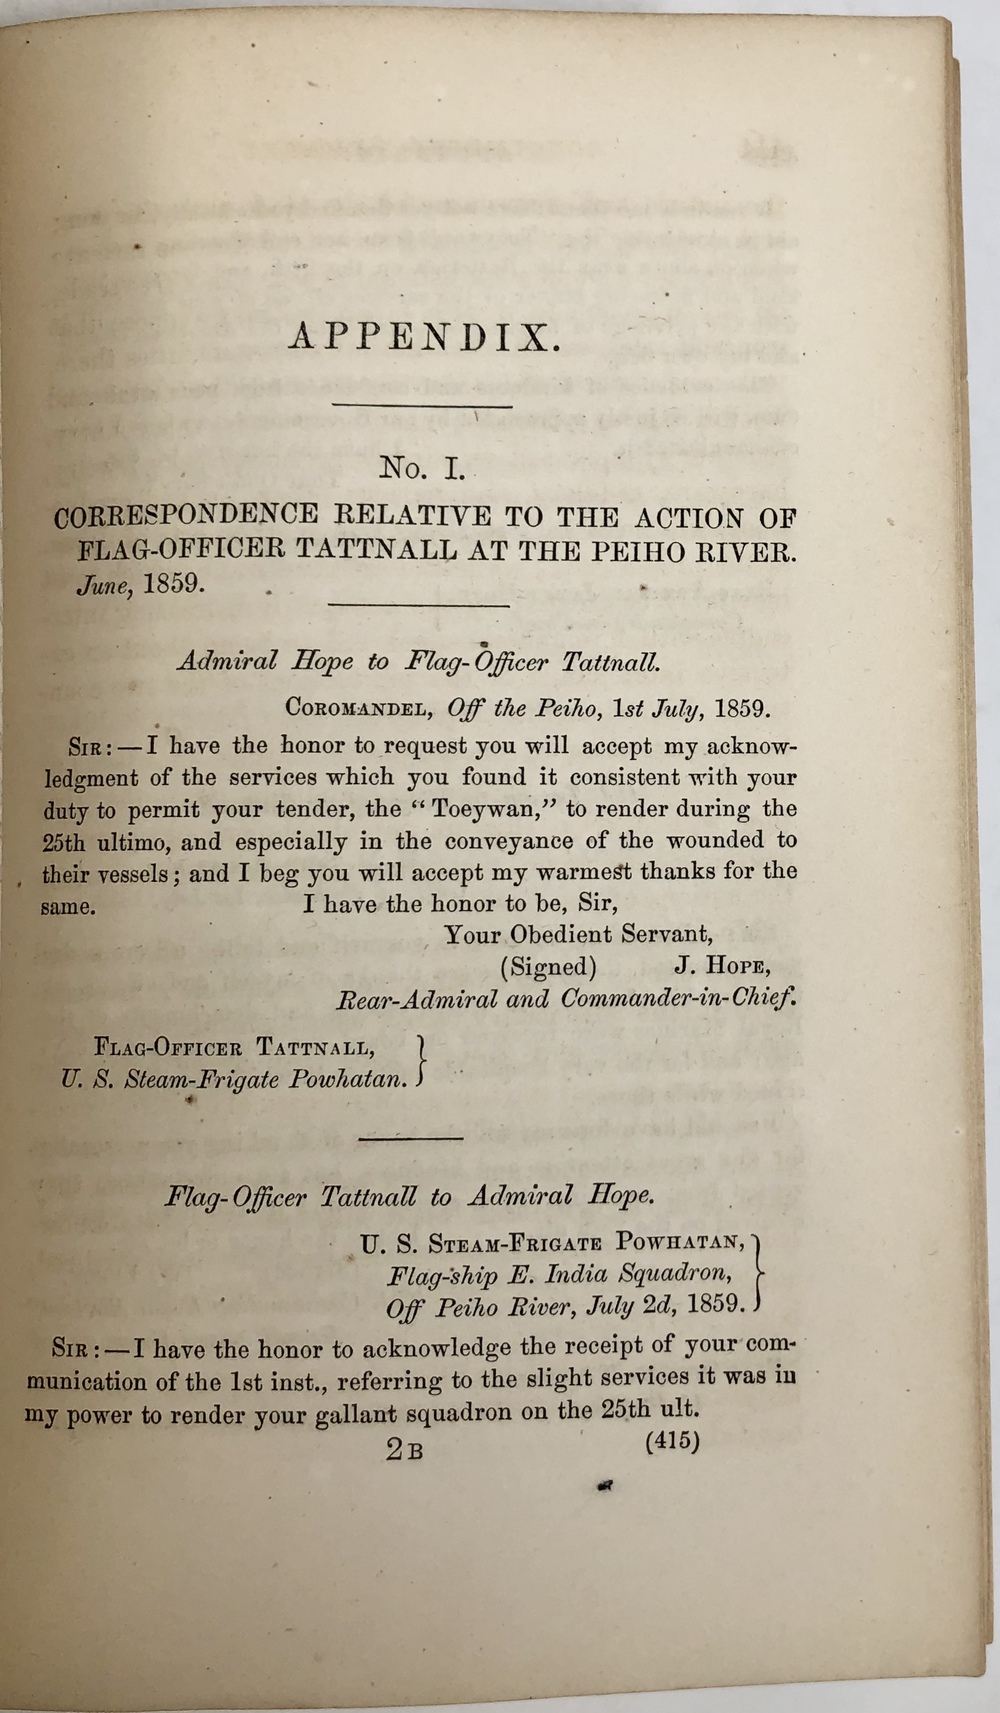 APPENDIX.
No. I.
CORRESPONDENCE RELATIVE TO THE ACTION OF
FLAG-OFFICER TATTNALL AT THE PEIHO RIVER.
June, 1859.
Admiral Hope to Flag-Officer Tattnall.
COROMANDEL, Off the Peiho, 1st July, 1859.
SIR:—I have the honor to request you will accept my acknow-
ledgment of the services which you found it consistent with your
duty to permit your tender, the “Toeywan,” to render during the
25th ultimo, and especially in the conveyance of the wounded to
their vessels; and I beg you will accept my warmest thanks for the
same. I have the honor to be, Sir,
Your Obedient Servant,
(Signed) J. HOPE,
Rear-Admiral and Commander-in-Chief.
FLAG-OFFICER TATTNALL, }
U. S. Steam-Frigate Powhatan.
Flag-Officer Tattnall to Admiral Hope.
U. S. STEAM-FRIGATE POWHATAN, }
Flag-ship E. India Squadron,
Off Peiho River, July 2d, 1859.
SIR:—I have the honor to acknowledge the receipt of your com-
munication of the 1st inst., referring to the slight services it was in
my power to render your gallant squadron on the 25th ult.
2B (415)